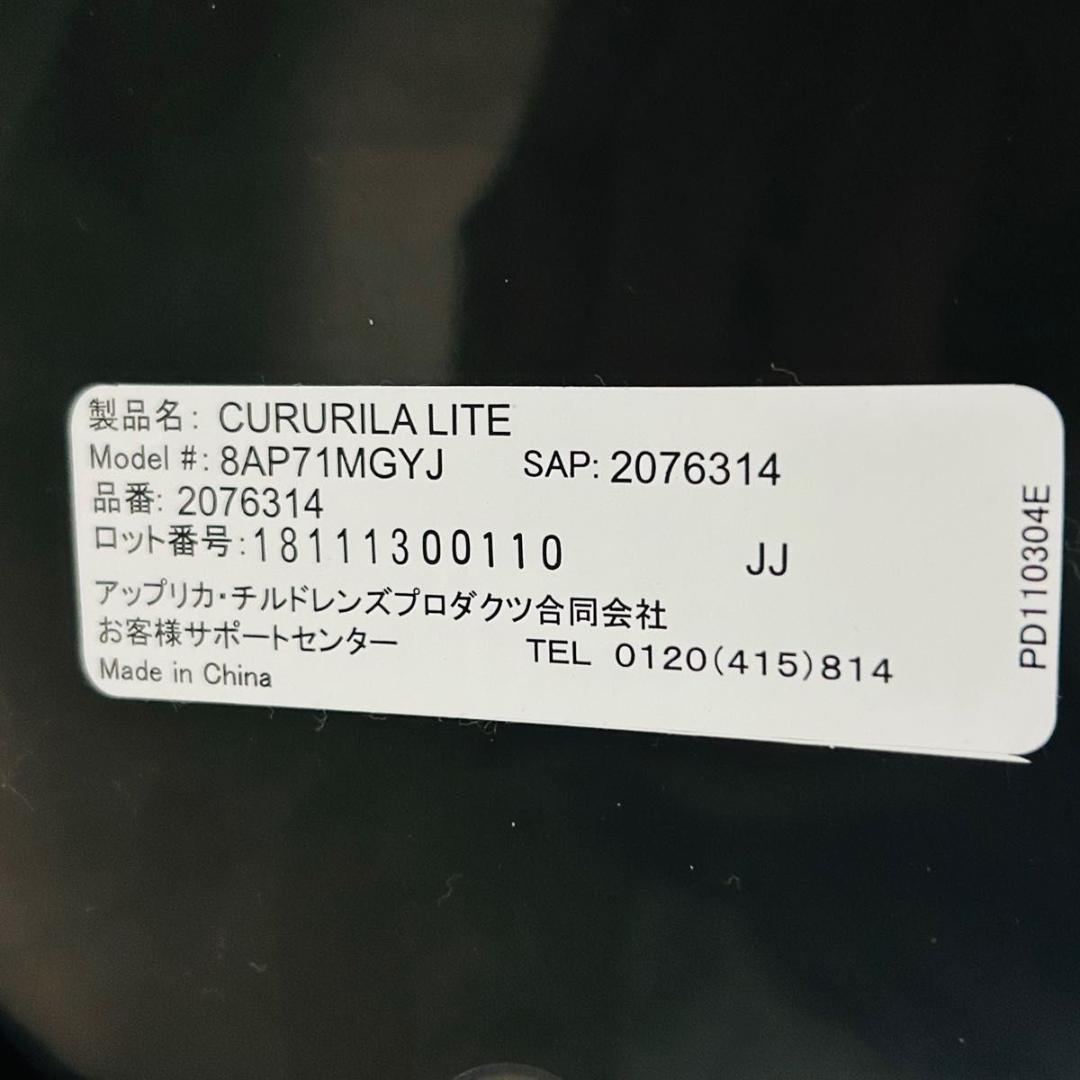 製品名: CURURILA LITE
Model #: 8AP71MGYJ SAP: 2076314
品番: 2076314
ロット番号: 18111300110 JJ
アップリカ・チルドレンズプロダクツ合同会社
お客様サポートセンター TEL 0120(415)814
Made in China
PD110304E